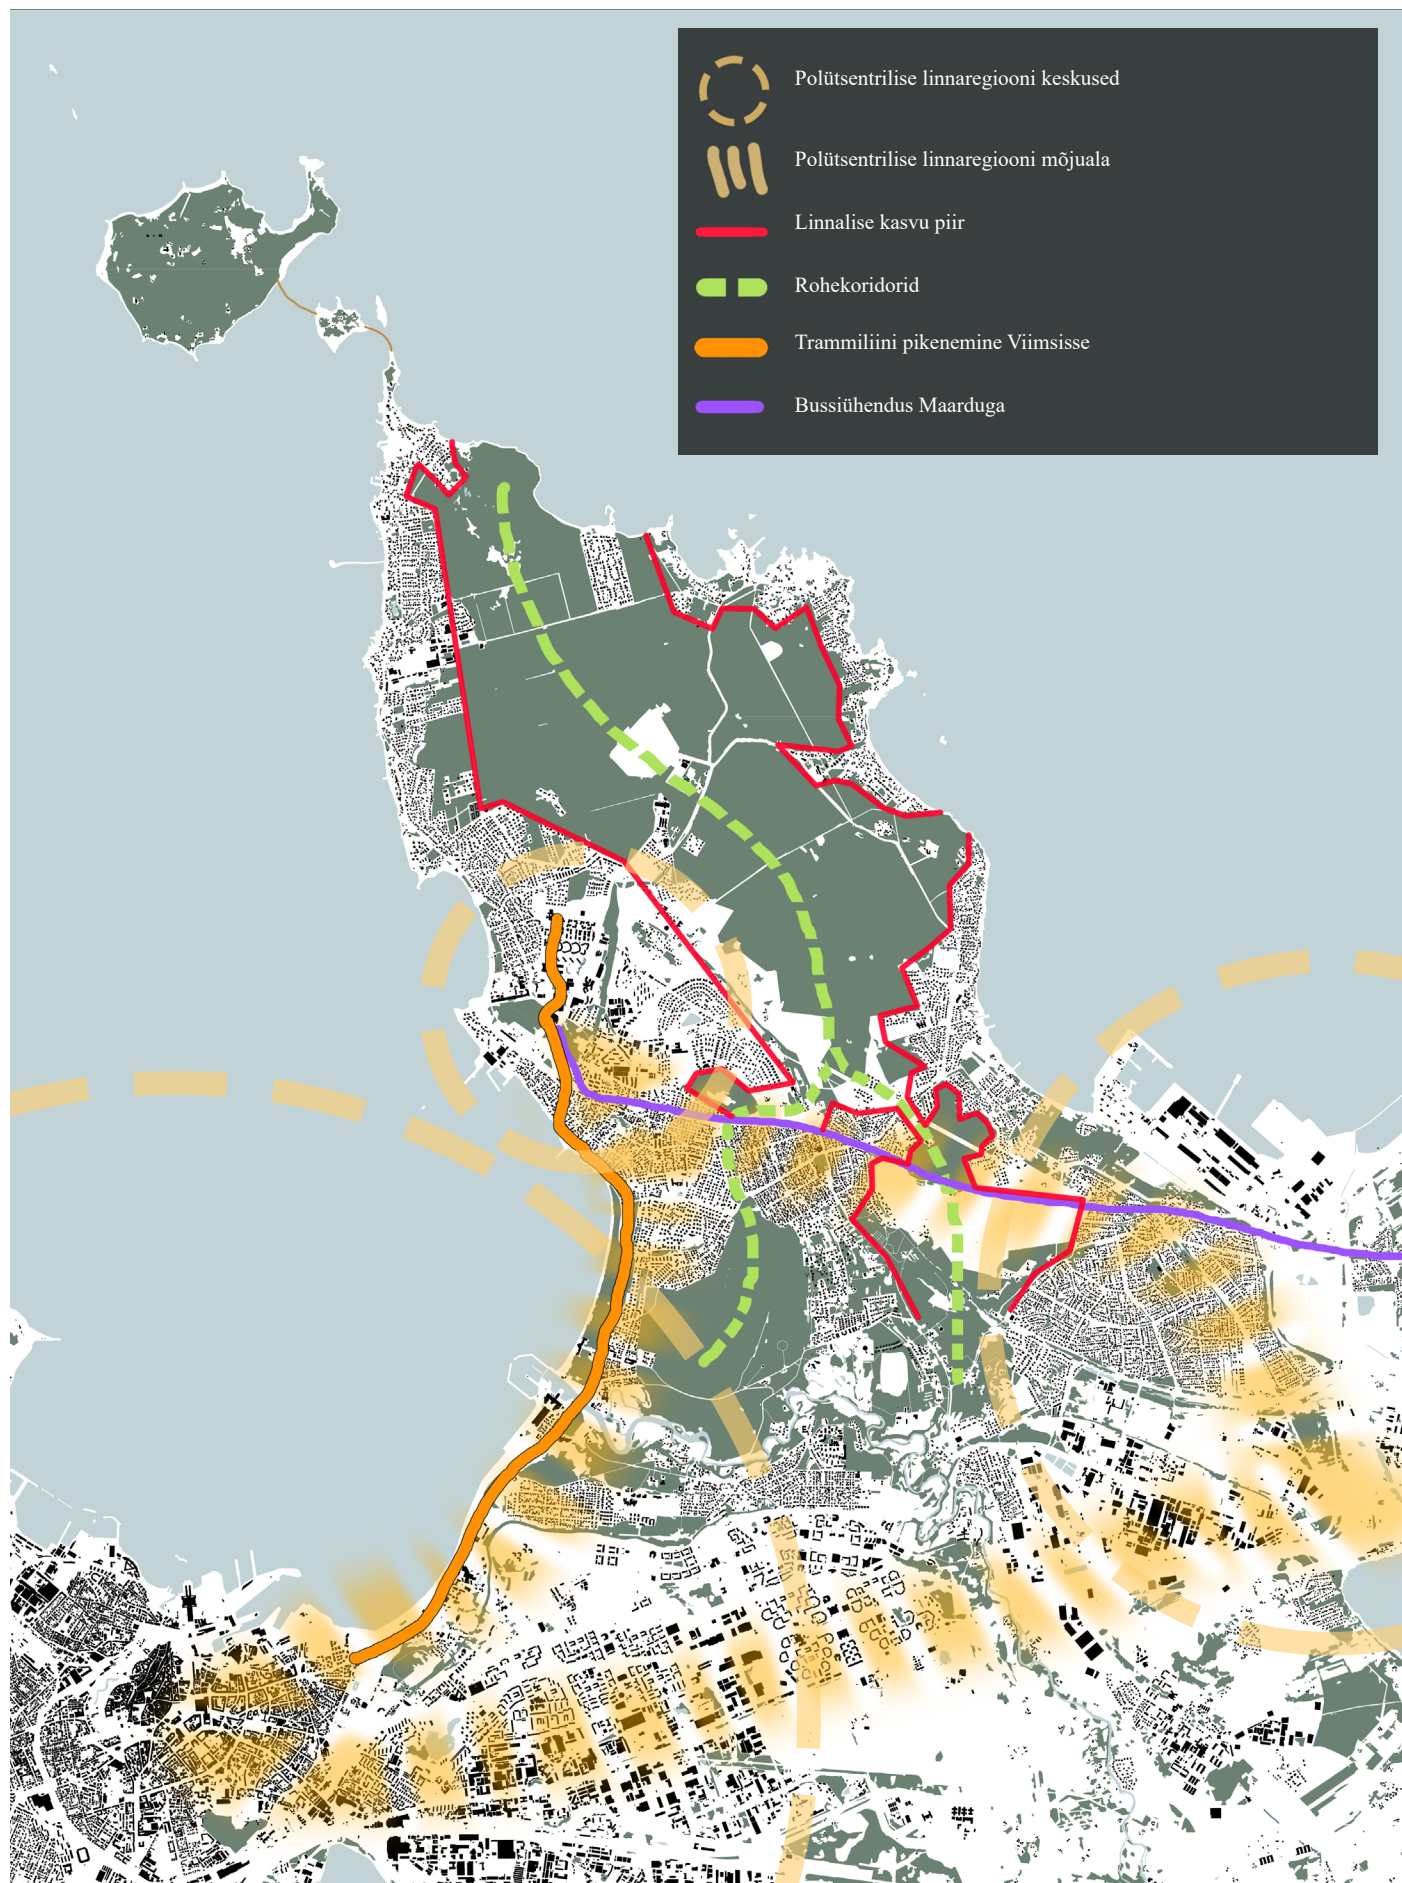 Polütsentrilise linnaregiooni keskused
Polütsentrilise linnaregiooni mõjuala
Linnalise kasvu piir
Rohekoridorid
Trammiliini pikenemine Viimsisse
Bussiühendus Maarduga